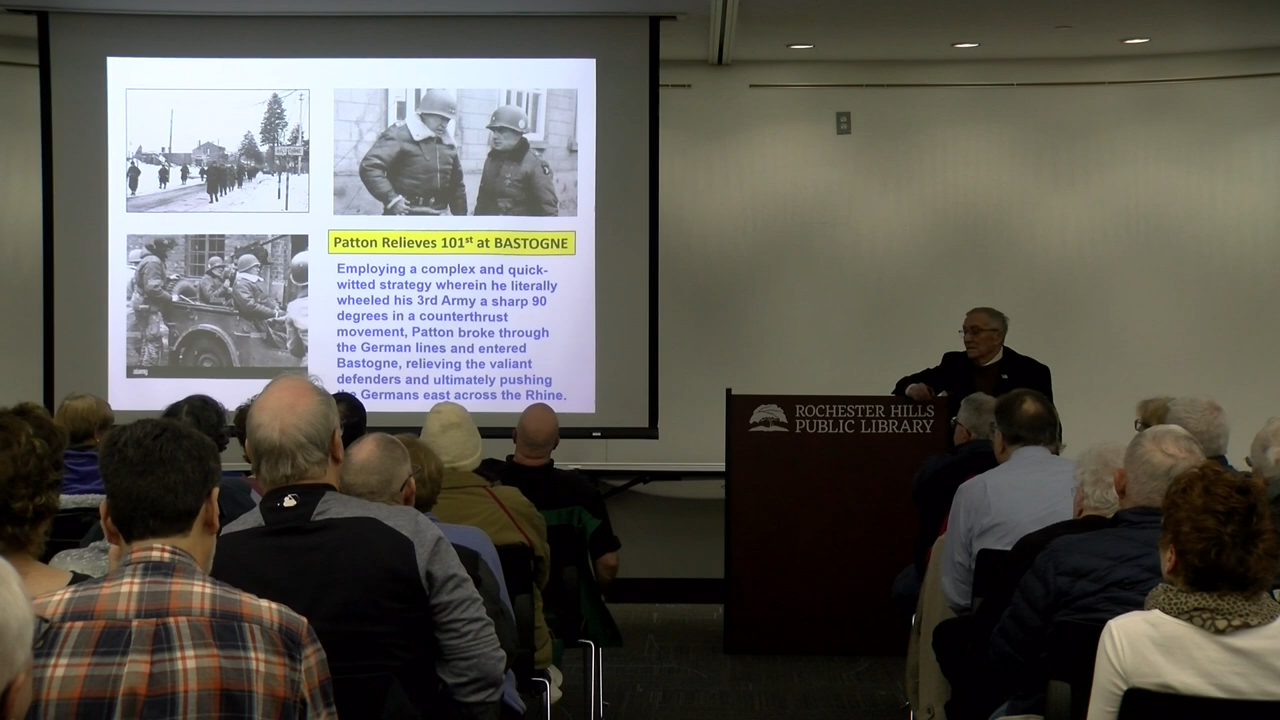 Patton Relieves 101st at BASTOGNE
Employing a complex and quick-
witted strategy wherein he literally
wheeled his 3rd Army a sharp 90
degrees in a counterthrust
movement, Patton broke through
the German lines and entered
Bastogne, relieving the valiant
defenders and ultimately pushing
the Germans east across the Rhine.
ROCHESTER HILLS
PUBLIC LIBRARY